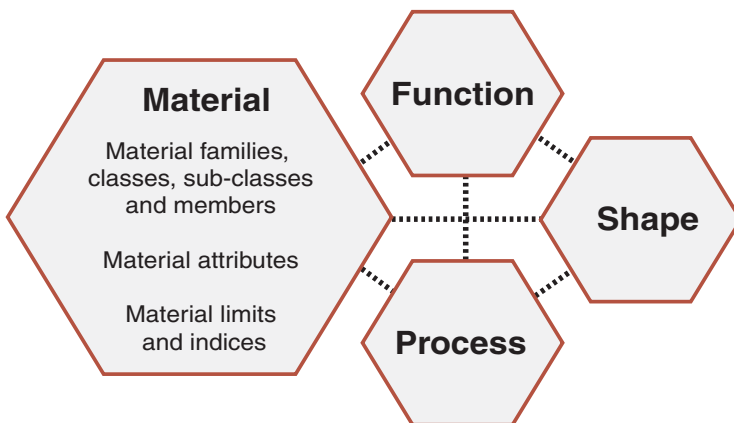 Material
Material families,
classes, sub-classes
and members
Material attributes
Material limits
and indices
Function
Shape
Process